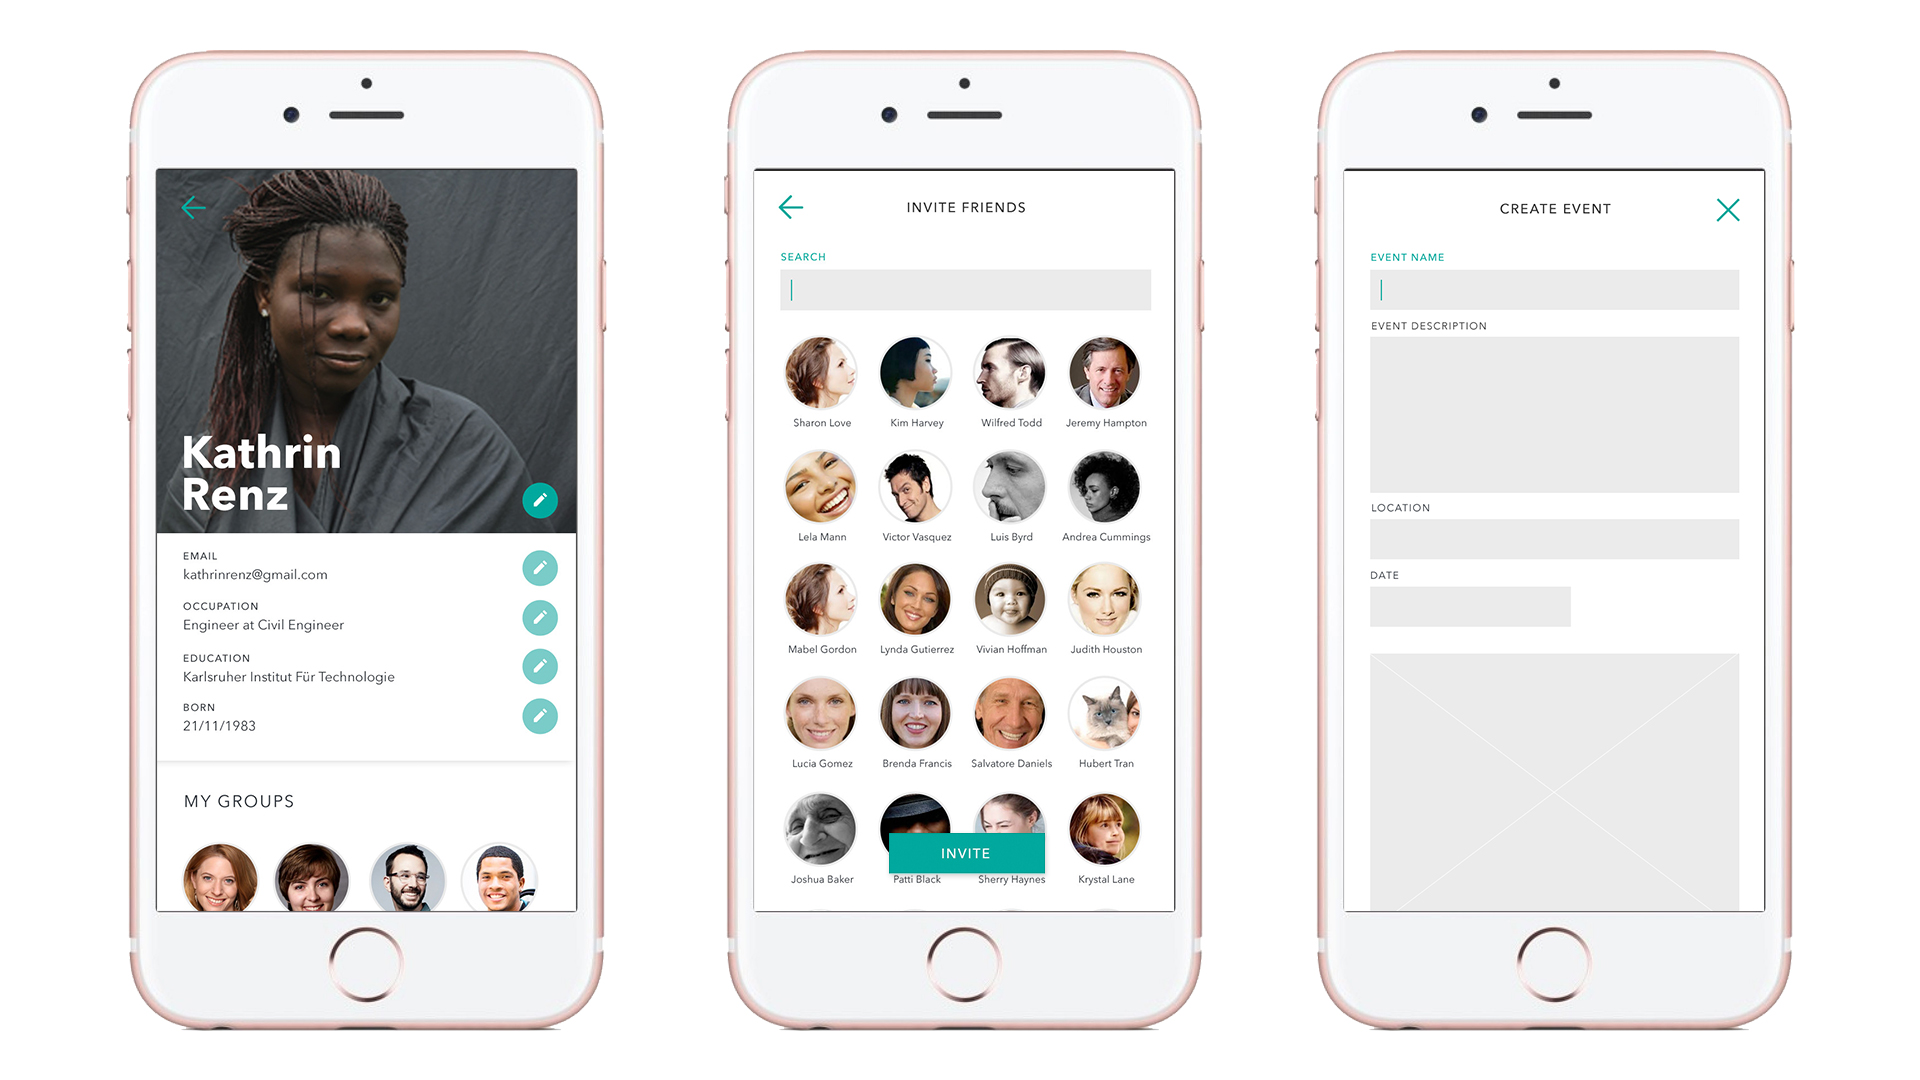 Kathrin
Renz
EMAIL
kathrinrenz@gmail.com
OCCUPATION
Engineer at Civil Engineer
EDUCATION
Karlsruher Institut Für Technologie
BORN
21/11/1983
MY GROUPS
INVITE FRIENDS
SEARCH
Sharon Love
Kim Harvey
Wilfred Todd
Jeremy Hampton
Lela Mann
Victor Vasquez
Luis Byrd
Andrea Cummings
Mabel Gordon
Lynda Gutierrez
Vivian Hoffman
Judith Houston
Lucia Gomez
Brenda Francis
Salvatore Daniels
Hubert Tran
INVITE
Joshua Baker
Patti Black
Sherry Haynes
Krystal Lane
CREATE EVENT
EVENT NAME
EVENT DESCRIPTION
LOCATION
DATE